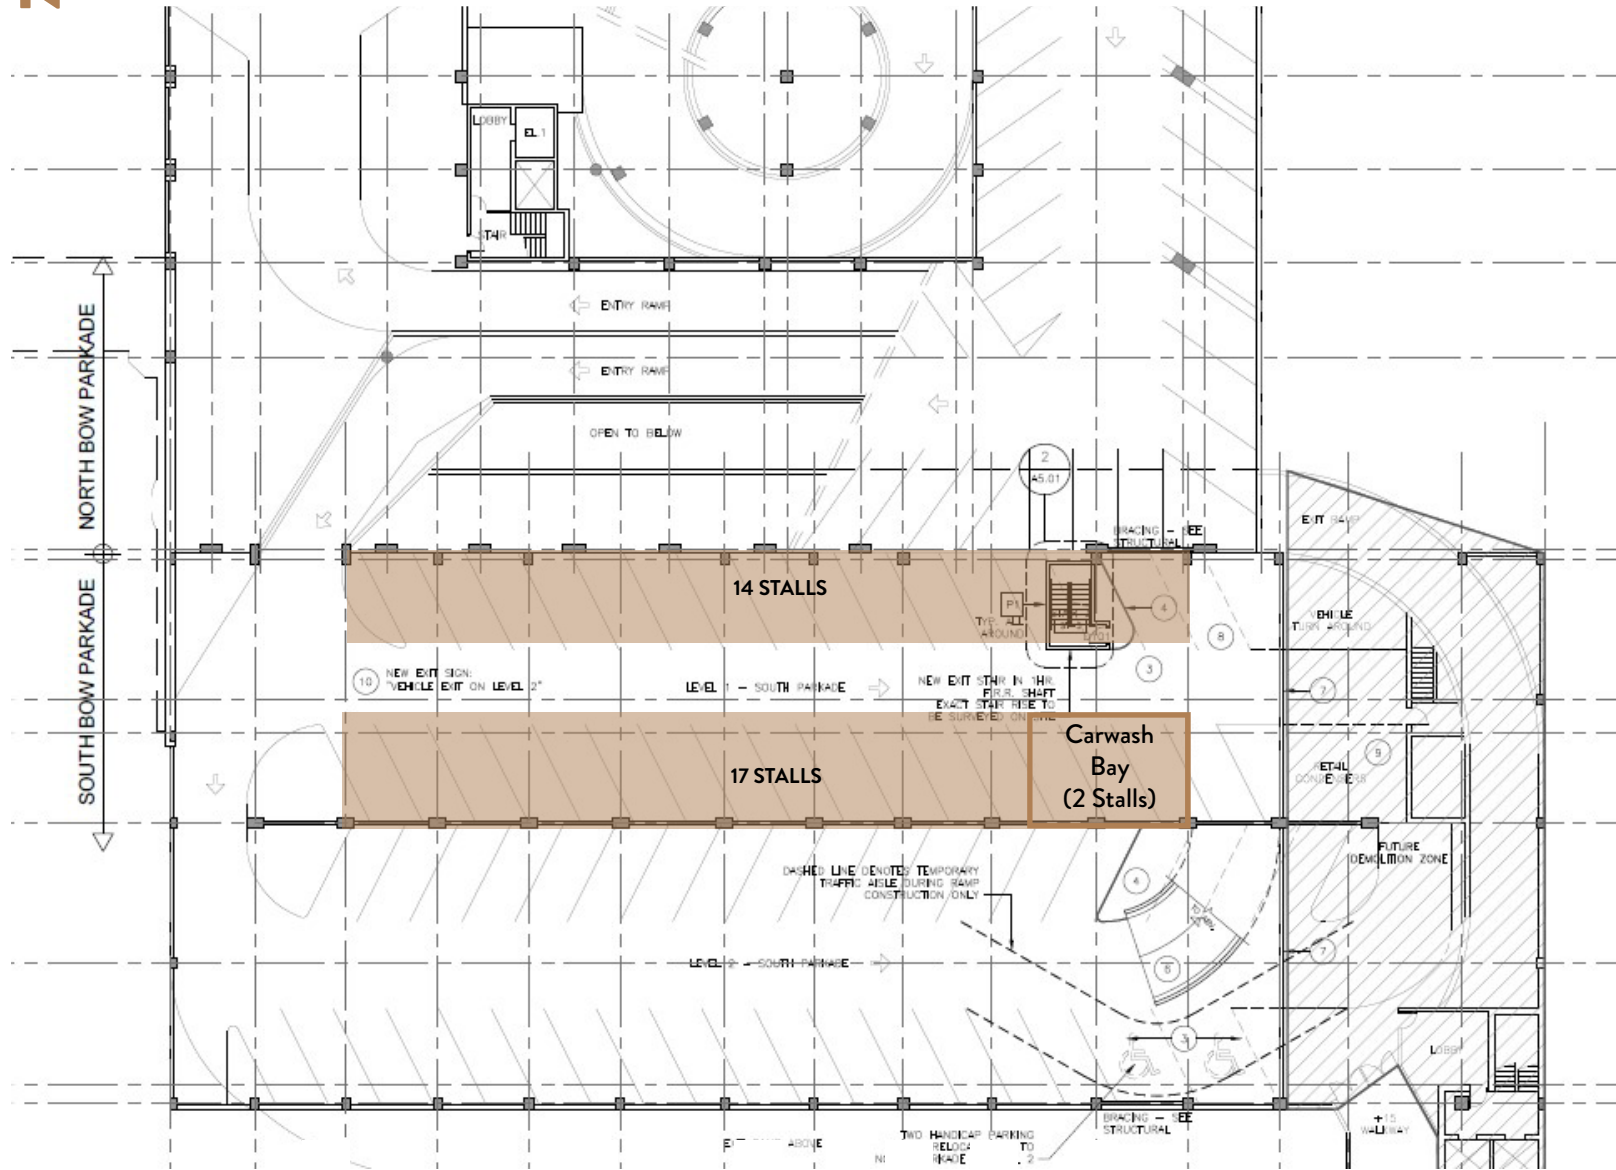 LOBBY
EL.1
STAIR
ENTRY RAMP
ENTRY RAMP
OPEN TO BELOW
NORTH BOW PARKADE
SOUTH BOW PARKADE
2
A5.01
BRACING – SEE
STRUCTURAL
EXIT RAMP
14 STALLS
P1
4
8
VEHICLE
TURN AROUND
TYP. ALL
AROUND
3
10
NEW EXIT SIGN:
"VEHICLE EXIT ON LEVEL 2"
LEVEL 1 – SOUTH PARKADE
NEW EXIT STAIR IN 1HR.
F.R.R. SHAFT
EXACT STAIR RISE TO
BE SURVEYED ON SITE
7
17 STALLS
Carwash
Bay
(2 Stalls)
9
RETAIL
CONDENSERS
FUTURE
DEMOLITION ZONE
DASHED LINE DENOTES TEMPORARY
TRAFFIC AISLE DURING RAMP
CONSTRUCTION ONLY
4
LEVEL 2 – SOUTH PARKADE
7
3
LOBBY
BRACING – SEE
STRUCTURAL
+15
WALKWAY
ABOVE
TWO HANDICAP PARKING
TO
2